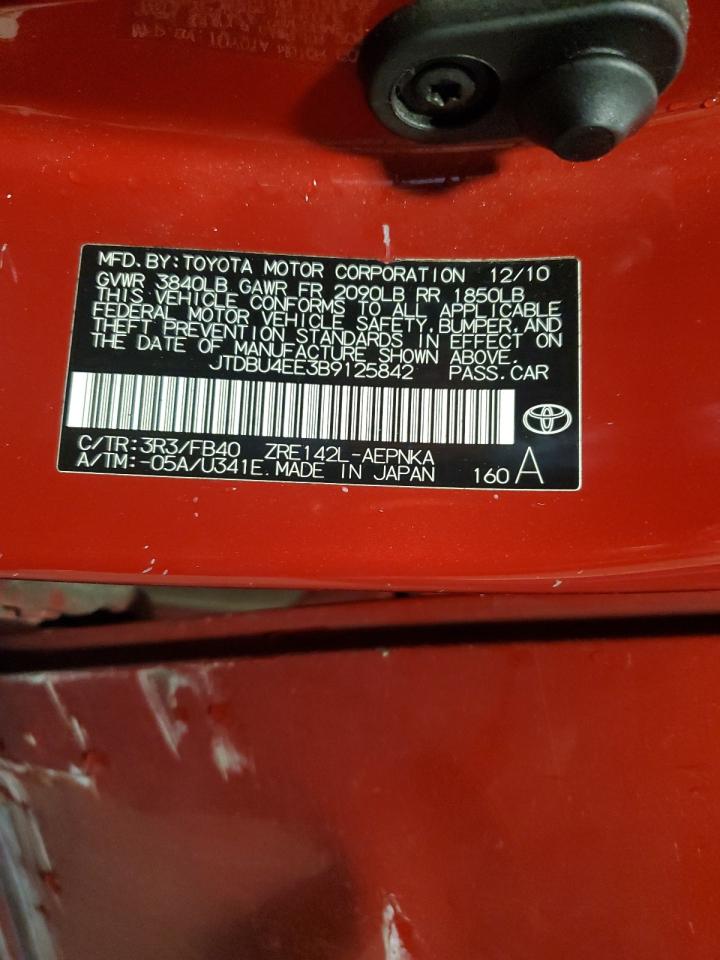 MFD. BY: TOYOTA MOTOR CORPORATION 12/10
GVWR 3840LB GAWR FR 2090LB RR 1850LB
THIS VEHICLE CONFORMS TO ALL APPLICABLE
FEDERAL MOTOR VEHICLE SAFETY, BUMPER, AND
THEFT PREVENTION STANDARDS IN EFFECT ON
THE DATE OF MANUFACTURE SHOWN ABOVE.
JTDBU4EE3B9125842 PASS. CAR
C/TR: 3R3/FB40 ZRE142L-AEPNKA
A/TM: -05A/U341E. MADE IN JAPAN 160 A